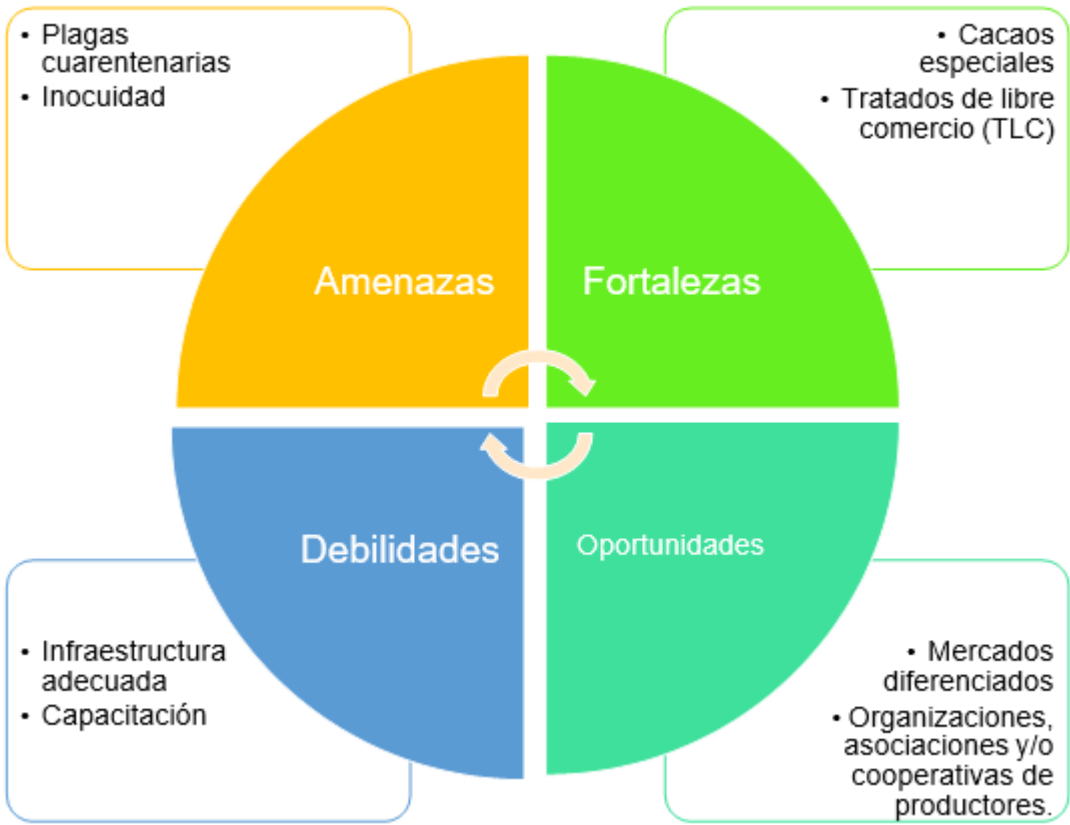 • Plagas
cuarentenarias
• Inocuidad
• Cacaos
especiales
• Tratados de libre
comercio (TLC)
Amenazas
Fortalezas
Debilidades
Oportunidades
• Infraestructura
adecuada
• Capacitación
• Mercados
diferenciados
• Organizaciones,
asociaciones y/o
cooperativas de
productores.